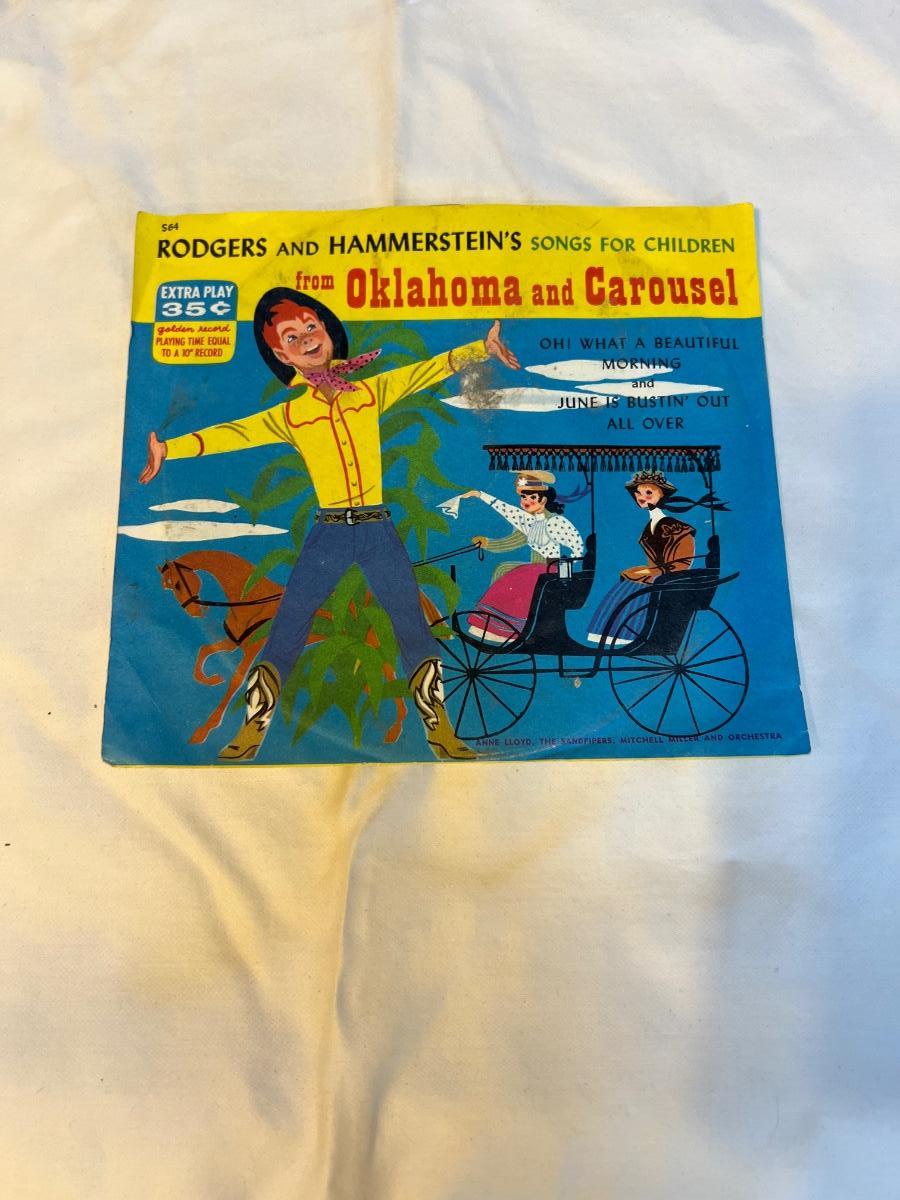 S64
RODGERS AND HAMMERSTEIN'S SONGS FOR CHILDREN
from Oklahoma and Carousel
EXTRA PLAY
35¢
golden record
PLAYING TIME EQUAL
TO A 10" RECORD
OH! WHAT A BEAUTIFUL
MORNING
and
JUNE IS BUSTIN' OUT
ALL OVER
ANNE LLOYD, THE SANDPIPERS, MITCHELL MILLER AND ORCHESTRA